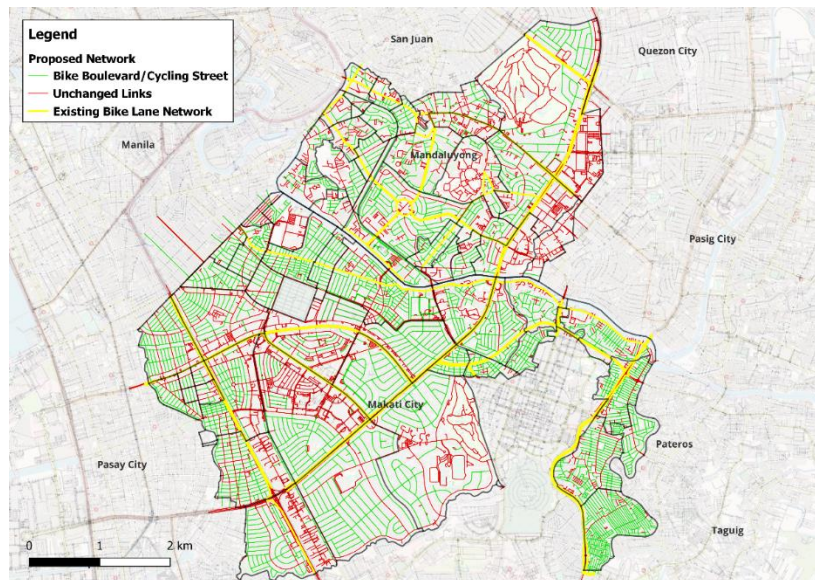 Legend
Proposed Network
Bike Boulevard/Cycling Street
Unchanged Links
Existing Bike Lane Network
San Juan
Quezon City
Manila
Mandaluyong
Pasig City
Makati City
Pateros
Pasay City
Taguig
0 1 2 km